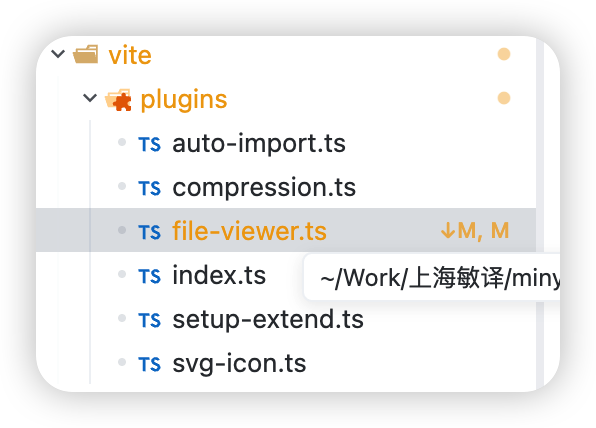 vite
plugins
TS auto-import.ts
TS compression.ts
TS file-viewer.ts ↓M, M
TS index.ts
~/Work/上海敏译/miny
TS setup-extend.ts
TS svg-icon.ts